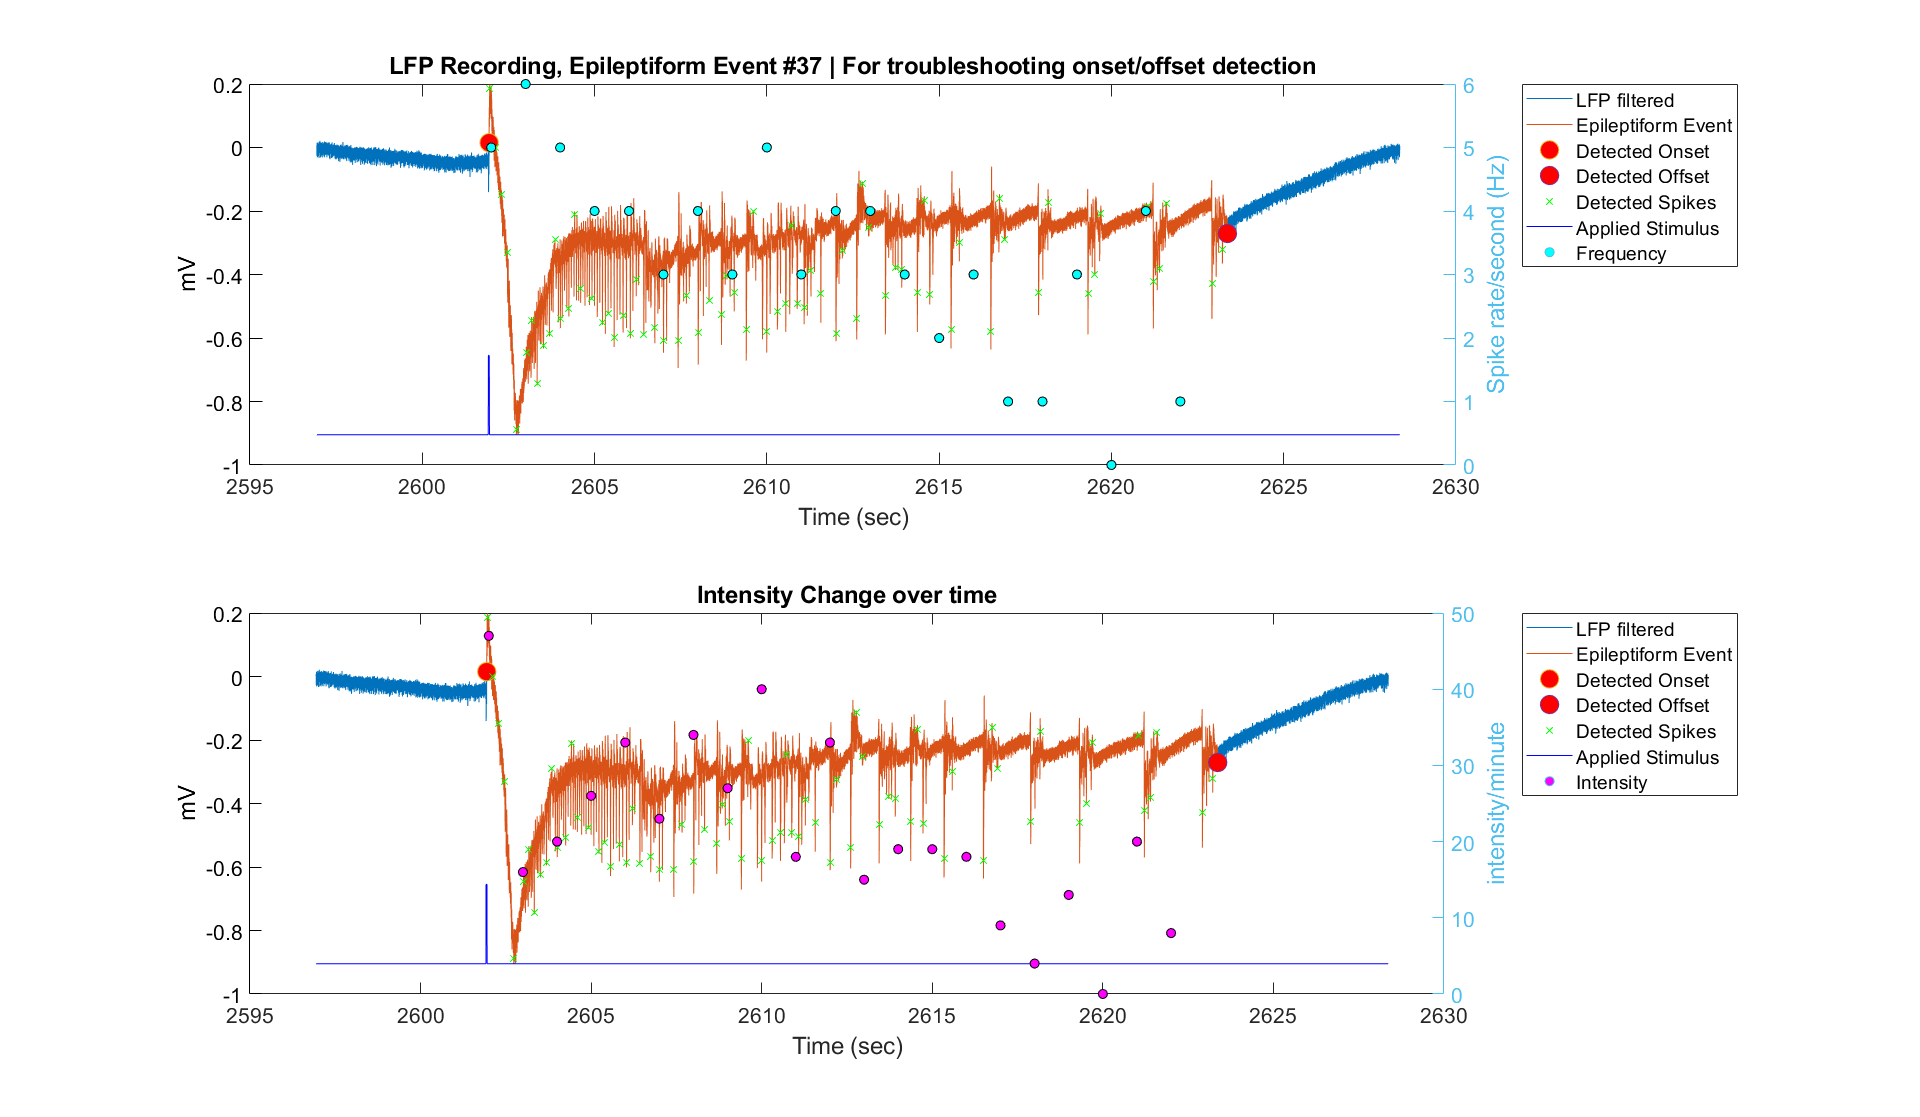 LFP Recording, Epileptiform Event #37 | For troubleshooting onset/offset detection
0.2
0
-0.2
-0.4
-0.6
-0.8
-1
mV
2595 2600 2605 2610 2615 2620 2625 2630
Time (sec)
6
5
4
3
2
1
0
Spike rate/second (Hz)
LFP filtered
Epileptiform Event
Detected Onset
Detected Offset
Detected Spikes
Applied Stimulus
Frequency
Intensity Change over time
0.2
0
-0.2
-0.4
-0.6
-0.8
-1
mV
2595 2600 2605 2610 2615 2620 2625 2630
Time (sec)
50
40
30
20
10
0
intensity/minute
LFP filtered
Epileptiform Event
Detected Onset
Detected Offset
Detected Spikes
Applied Stimulus
Intensity